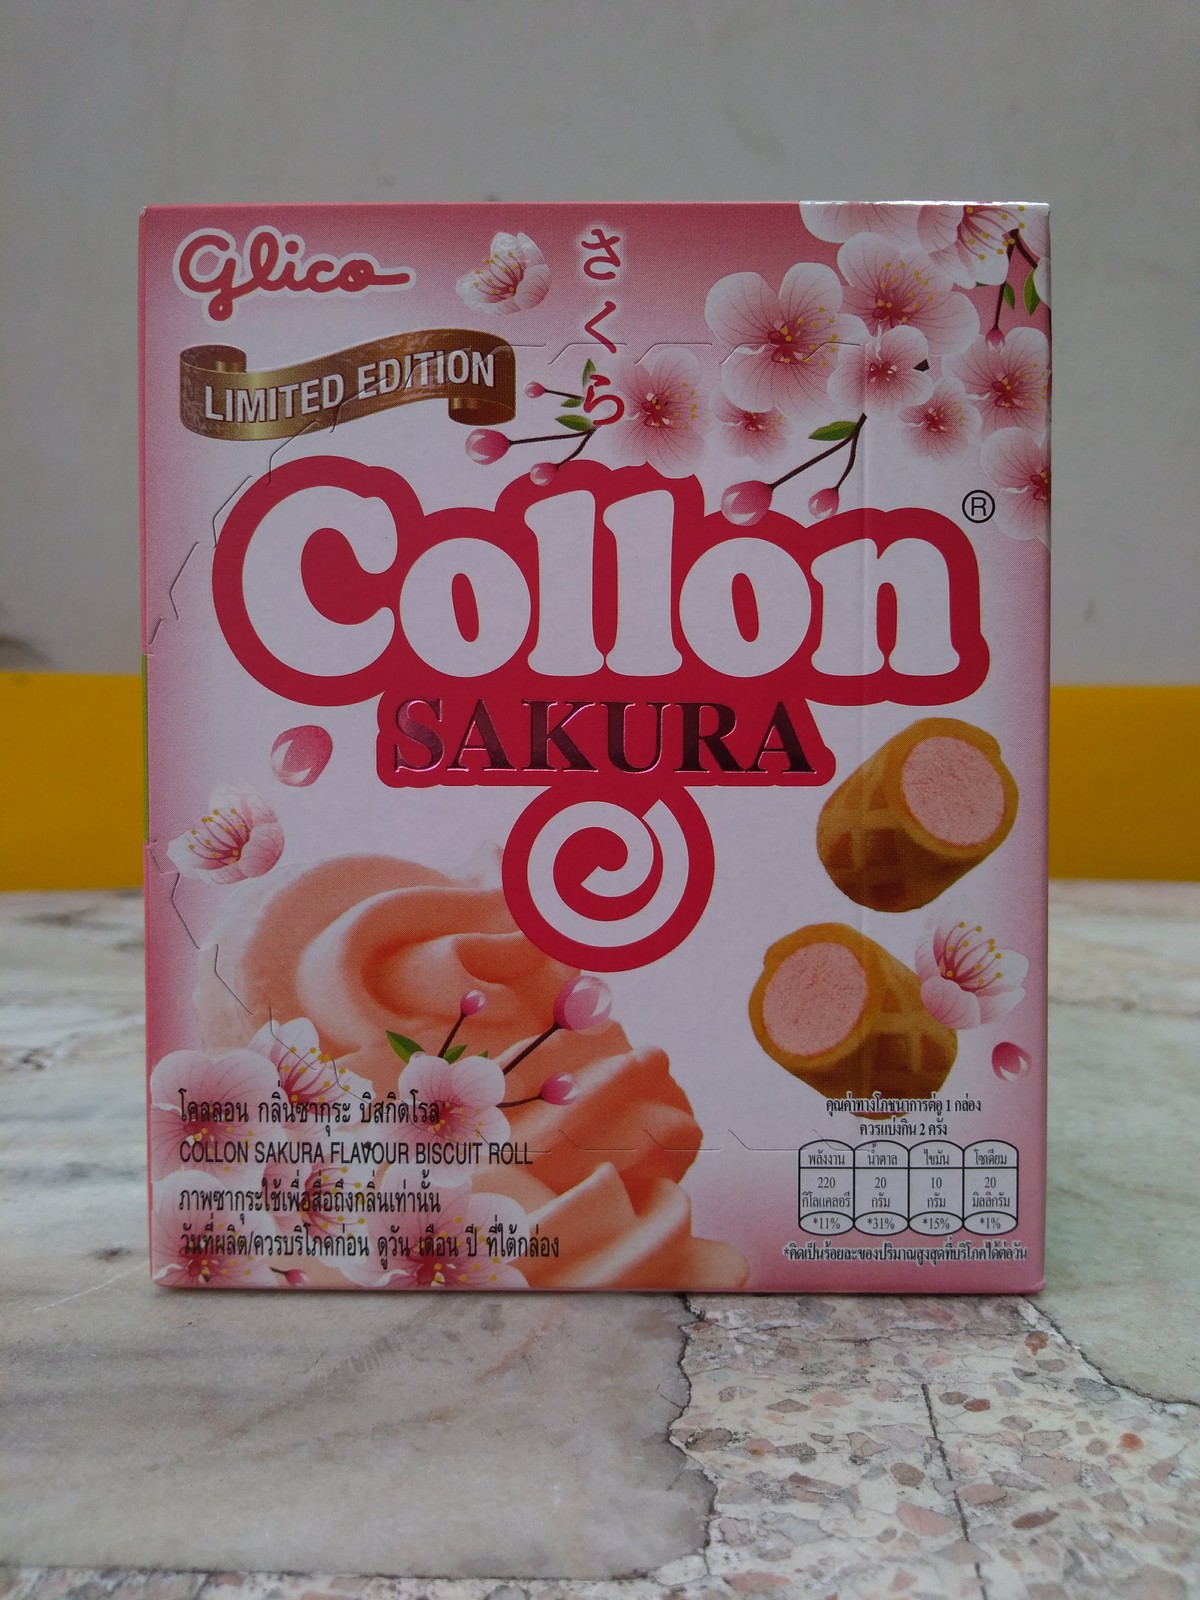 Glico
さくら
LIMITED EDITION
Collon®
SAKURA
โคลลอน กลิ่นซากุระ บิสกิตโรล
COLLON SAKURA FLAVOUR BISCUIT ROLL
ภาพซากุระใช้เพื่อสื่อถึงกลิ่นเท่านั้น
วันที่ผลิต/ควรบริโภคก่อน ดูวัน เดือน ปี ที่ใต้กล่อง
คุณค่าทางโภชนาการต่อ 1 กล่อง
ควรแบ่งกิน 2 ครั้ง
พลังงาน น้ำตาล ไขมัน โซเดียม
220 20 10 20
กิโลแคลอรี กรัม กรัม มิลลิกรัม
*11% *31% *15% *1%
*คิดเป็นร้อยละของปริมาณสูงสุดที่บริโภคได้ต่อวัน